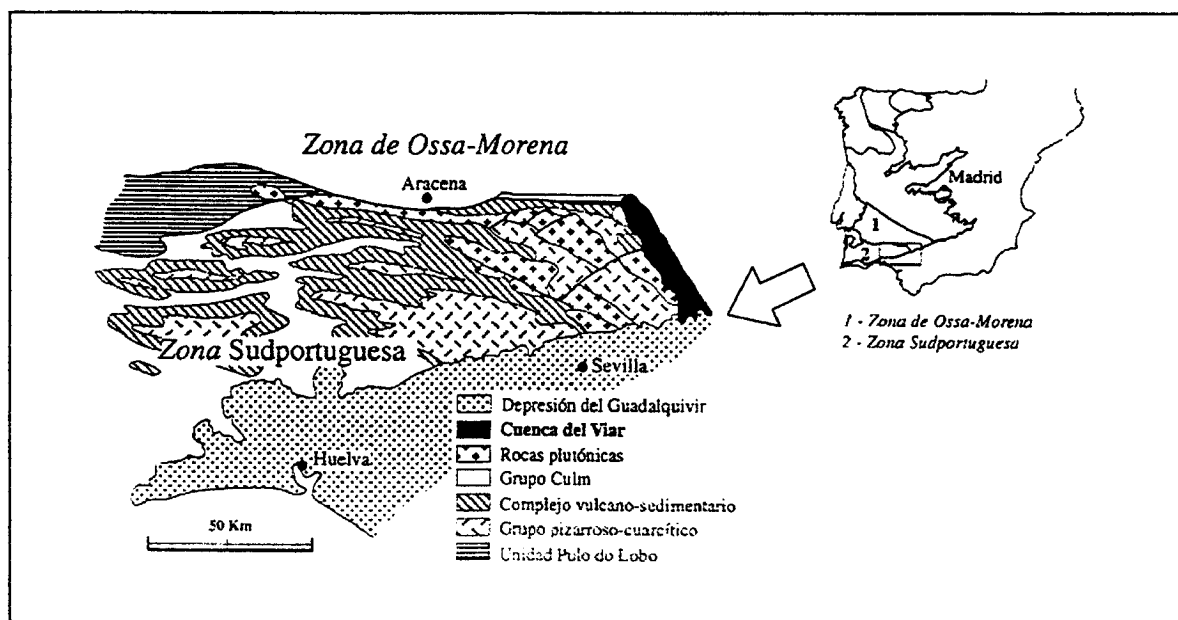 Zona de Ossa-Morena
Aracena
Zona Sudportuguesa
Sevilla
Huelva
50 Km
Depresión del Guadalquivir
Cuenca del Viar
Rocas plutónicas
Grupo Culm
Complejo vulcano-sedimentario
Grupo pizarroso-cuarcítico
Unidad Pulo do Lobo
Madrid
1
2
1 - Zona de Ossa-Morena
2 - Zona Sudportuguesa